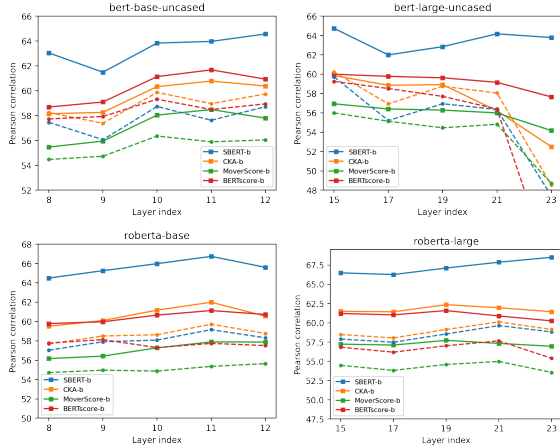 bert-base-uncased
66
64
62
60
58
56
54
52
Pearson correlation
8 9 10 11 12
Layer index
SBERT-b
CKA-b
MoverScore-b
BERTscore-b
bert-large-uncased
66
64
62
60
58
56
54
52
50
48
Pearson correlation
15 17 19 21 23
Layer index
SBERT-b
CKA-b
MoverScore-b
BERTscore-b
roberta-base
68
66
64
62
60
58
56
54
52
50
Pearson correlation
8 9 10 11 12
Layer index
SBERT-b
CKA-b
MoverScore-b
BERTscore-b
roberta-large
67.5
65.0
62.5
60.0
57.5
55.0
52.5
50.0
47.5
Pearson correlation
15 17 19 21 23
Layer index
SBERT-b
CKA-b
MoverScore-b
BERTscore-b